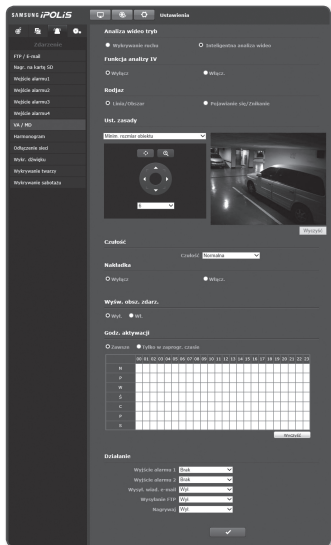 SAMSUNG iPOLiS
Ustawienia
Zdarzenie
FTP / E-mail
Nagr. na kartę SD
Wejście alarmu1
Wejście alarmu2
Wejście alarmu3
Wejście alarmu4
VA / MD
Harmonogram
Odłączenie sieci
Wykr. dźwięku
Wykrywanie twarzy
Wykrywanie sabotażu
Analiza wideo tryb
Wykrywanie ruchu
Inteligentna analiza wideo
Funkcja analizy IV
Wyłącz
Włącz.
Rodzaj
Linia/Obszar
Pojawianie się/Znikanie
Ust. zasady
Minim. rozmiar obiektu
Wyczyść
Czułość
Czułość Normalna
Nakładka
Wyłącz
Włącz.
Wyśw. obsz. zdarz.
Wył. Wł.
Godz. aktywacji
Zawsze Tylko w zaprogr. czasie
00 01 02 03 04 05 06 07 08 09 10 11 12 13 14 15 16 17 18 19 20 21 22 23
N
P
W
Ś
C
P
S
Wyczyść
Działanie
Wyjście alarmu 1 Brak
Wyjście alarmu 2 Brak
Wysył. wiad. e-mail Wył
Wysyłanie FTP Wył
Nagrywaj Wył